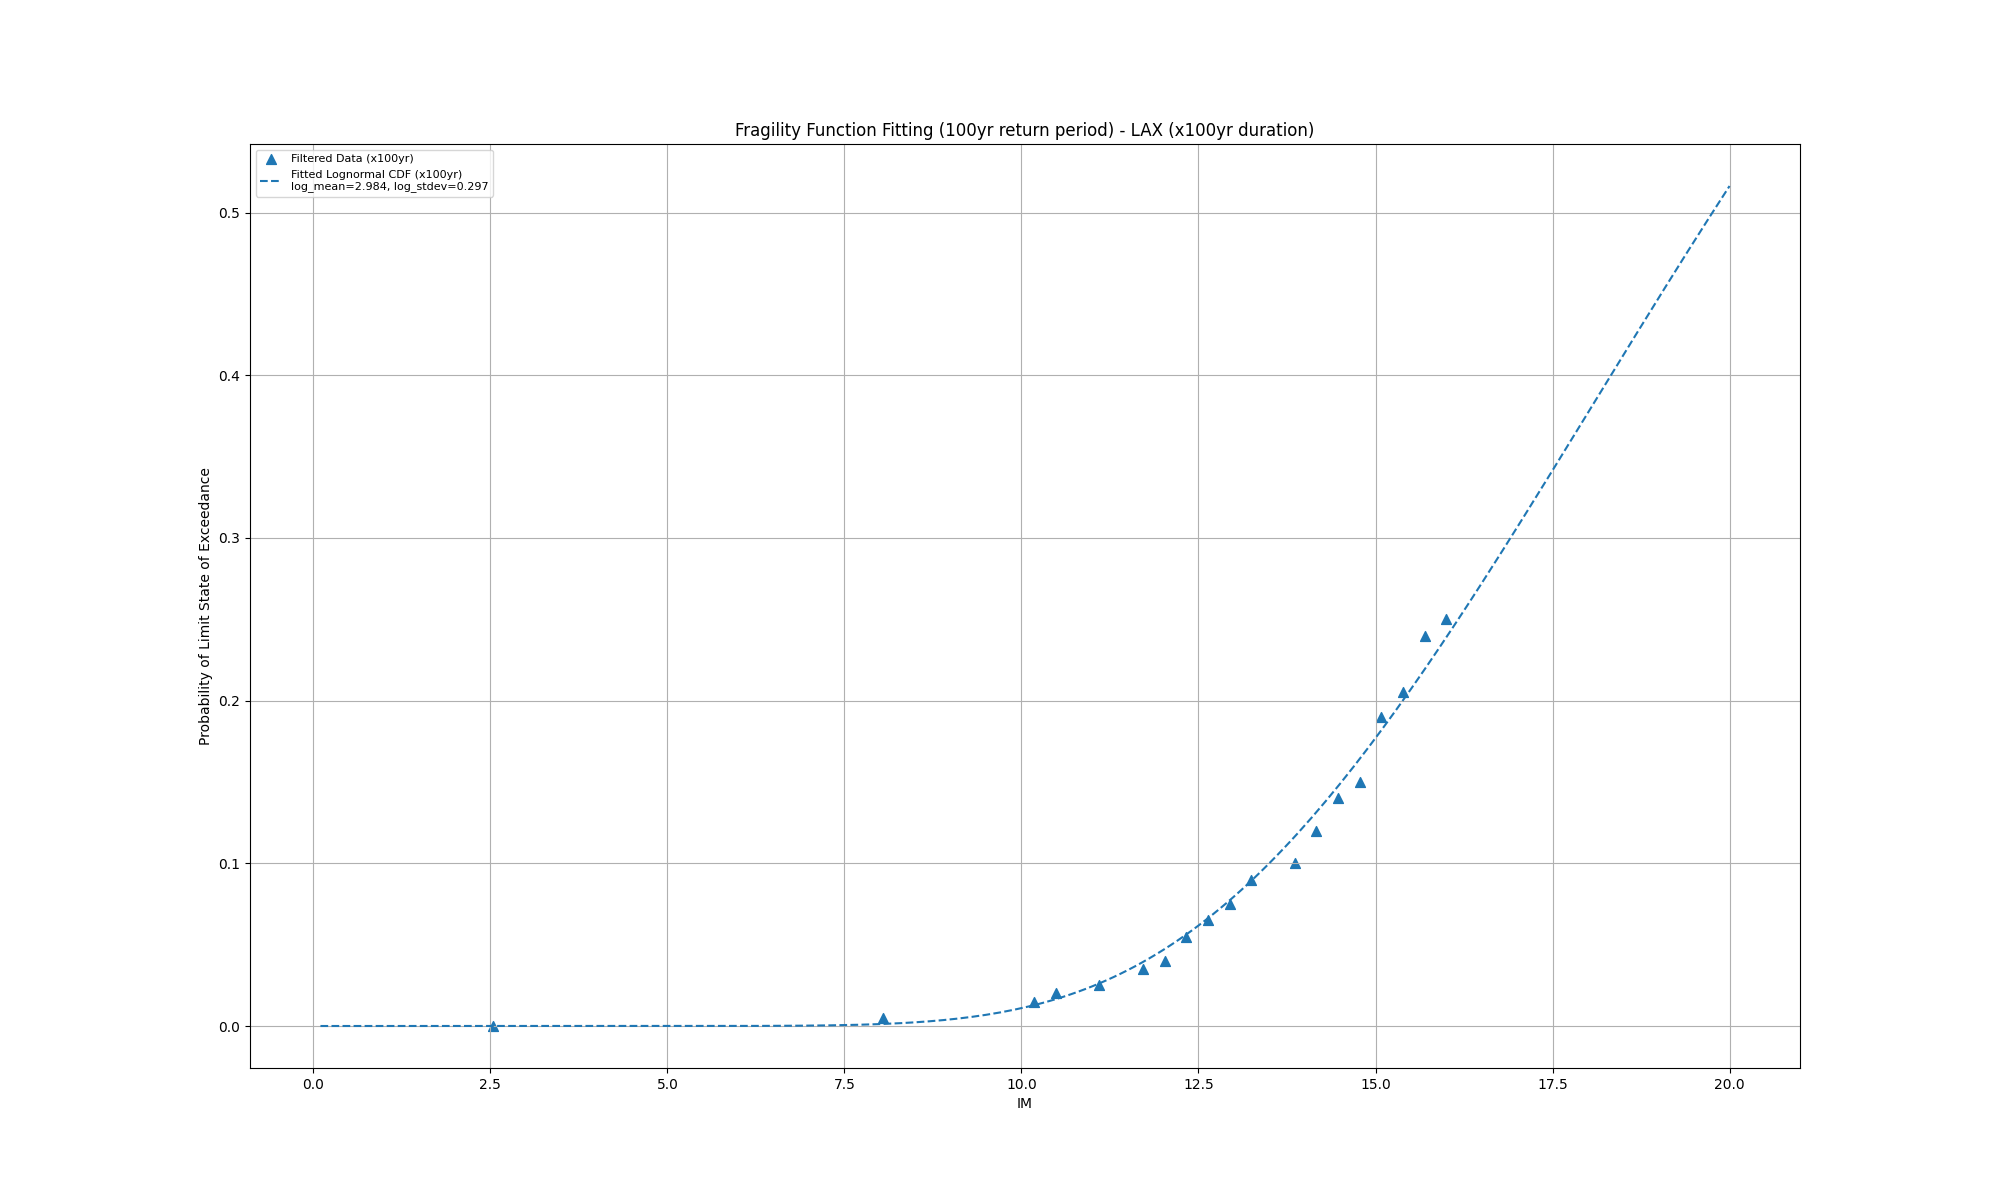 Fragility Function Fitting (100yr return period) - LAX (x100yr duration)
Filtered Data (x100yr)
Fitted Lognormal CDF (x100yr)
log_mean=2.984, log_stdev=0.297
Probability of Limit State of Exceedance
0.5
0.4
0.3
0.2
0.1
0.0
0.0 2.5 5.0 7.5 10.0 12.5 15.0 17.5 20.0
IM